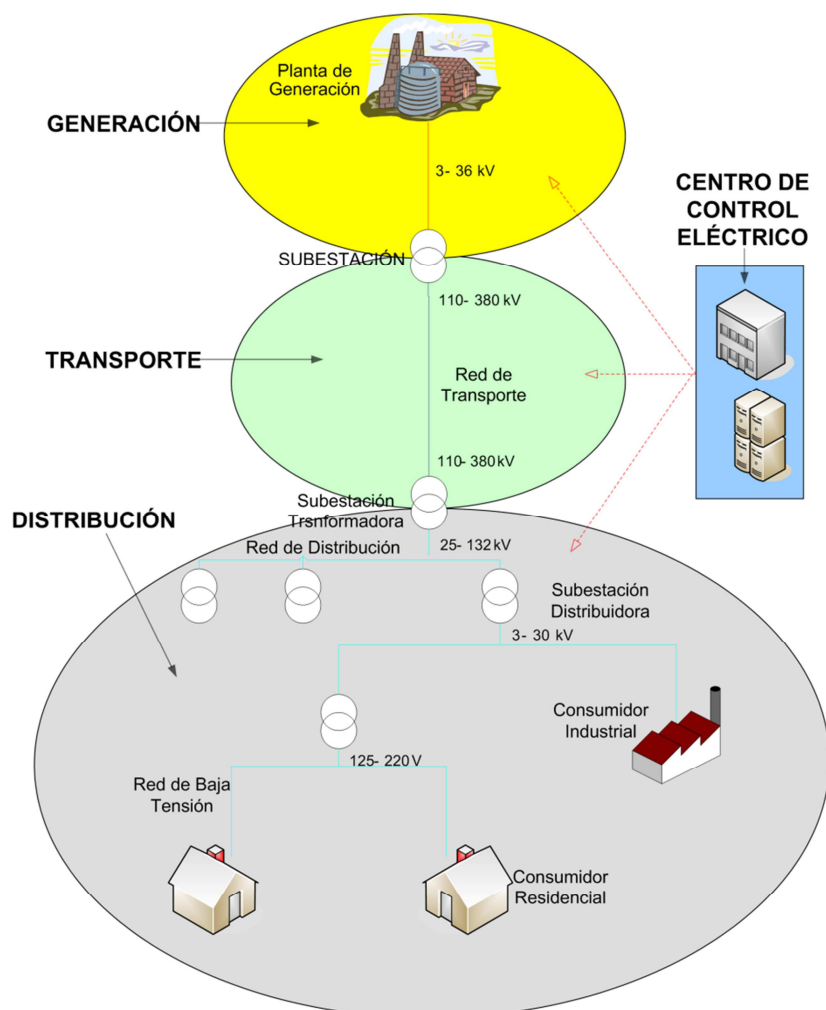 Planta de
Generación
GENERACIÓN
3- 36 kV
CENTRO DE
CONTROL
ELÉCTRICO
SUBESTACIÓN
110- 380 kV
TRANSPORTE
Red de
Transporte
110- 380 kV
Subestación
Trsnformadora
DISTRIBUCIÓN
Red de Distribución
25- 132 kV
Subestación
Distribuidora
3- 30 kV
Consumidor
Industrial
125- 220 V
Red de Baja
Tensión
Consumidor
Residencial